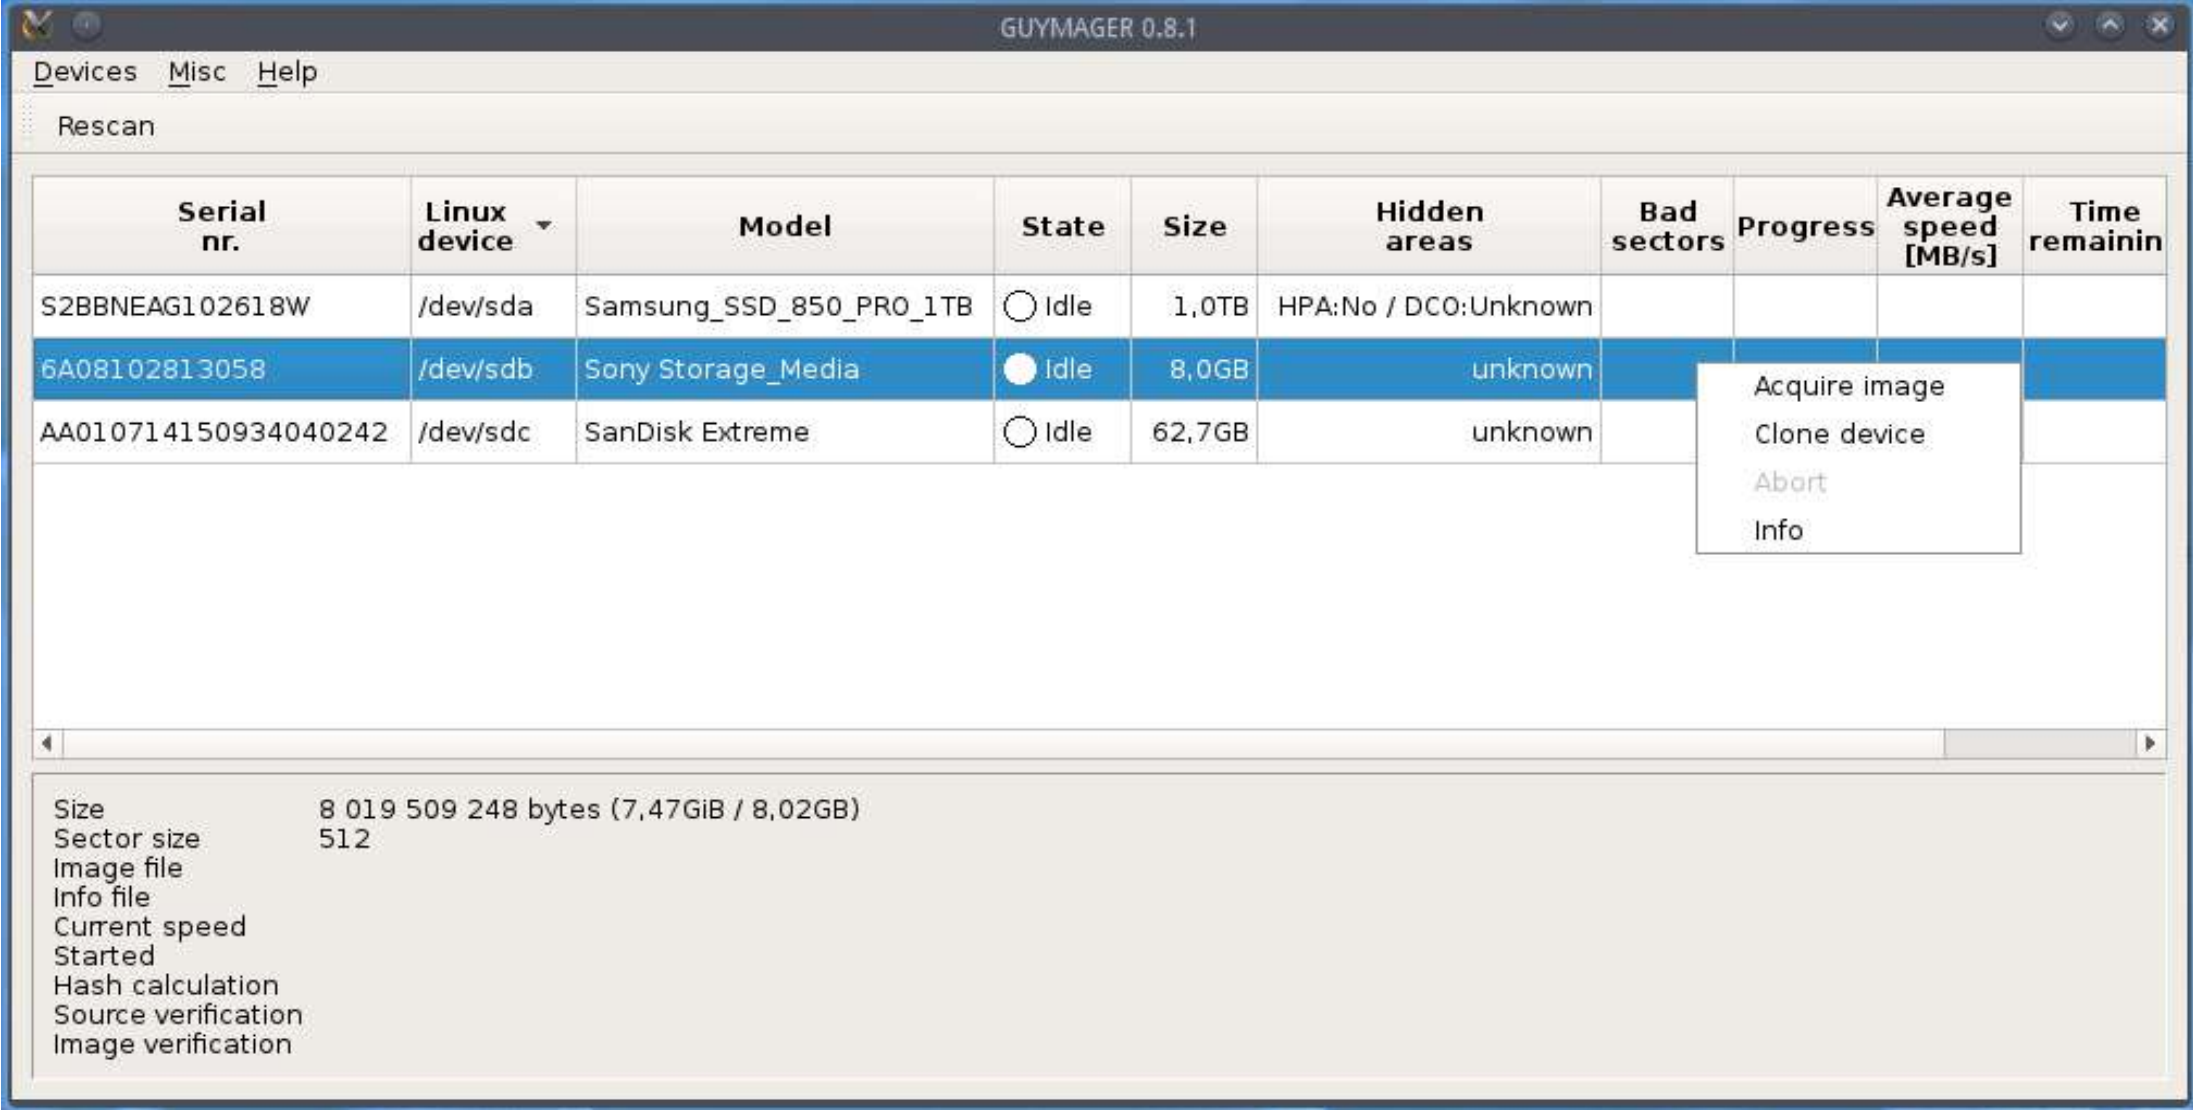 GUYMAGER 0.8.1
Devices Misc Help
Rescan
Serial nr. Linux device Model State Size Hidden areas Bad sectors Progress Average speed [MB/s] Time remainin
S2BBNEAG102618W /dev/sda Samsung_SSD_850_PRO_1TB Idle 1,0TB HPA:No / DCO:Unknown
6A08102813058 /dev/sdb Sony Storage_Media Idle 8,0GB unknown
AA010714150934040242 /dev/sdc SanDisk Extreme Idle 62,7GB unknown
Acquire image
Clone device
Abort
Info
Size 8 019 509 248 bytes (7,47GiB / 8,02GB)
Sector size 512
Image file
Info file
Current speed
Started
Hash calculation
Source verification
Image verification